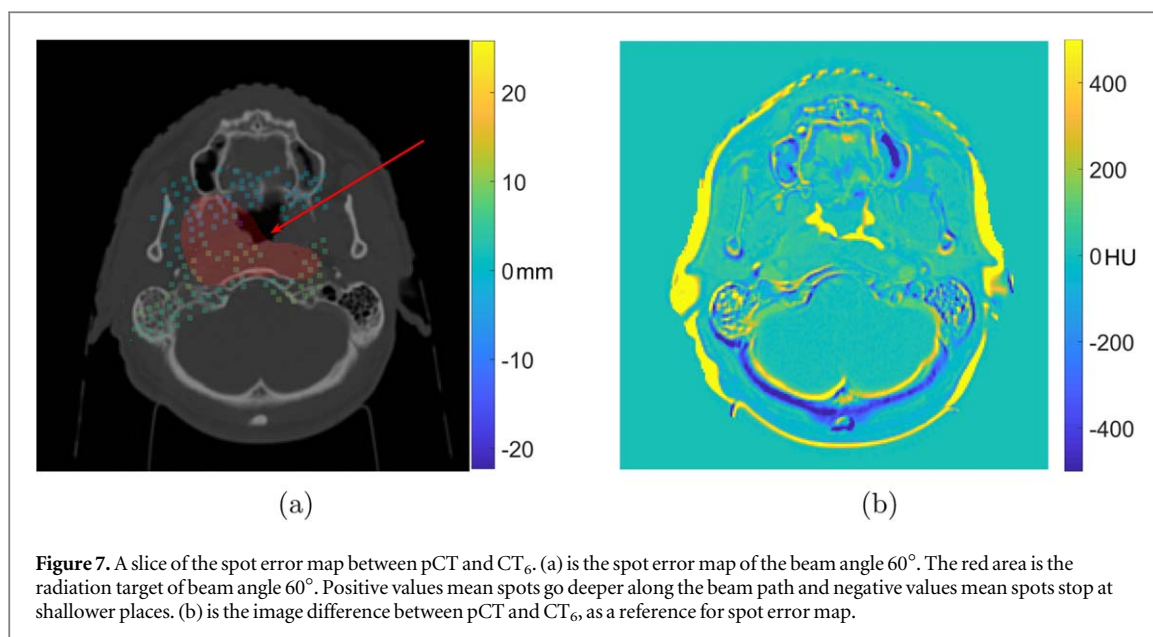 20
10
0mm
-10
-20
(a)
400
200
0HU
-200
-400
(b)
Figure 7. A slice of the spot error map between pCT and CT₆. (a) is the spot error map of the beam angle 60°. The red area is the
radiation target of beam angle 60°. Positive values mean spots go deeper along the beam path and negative values mean spots stop at
shallower places. (b) is the image difference between pCT and CT₆, as a reference for spot error map.